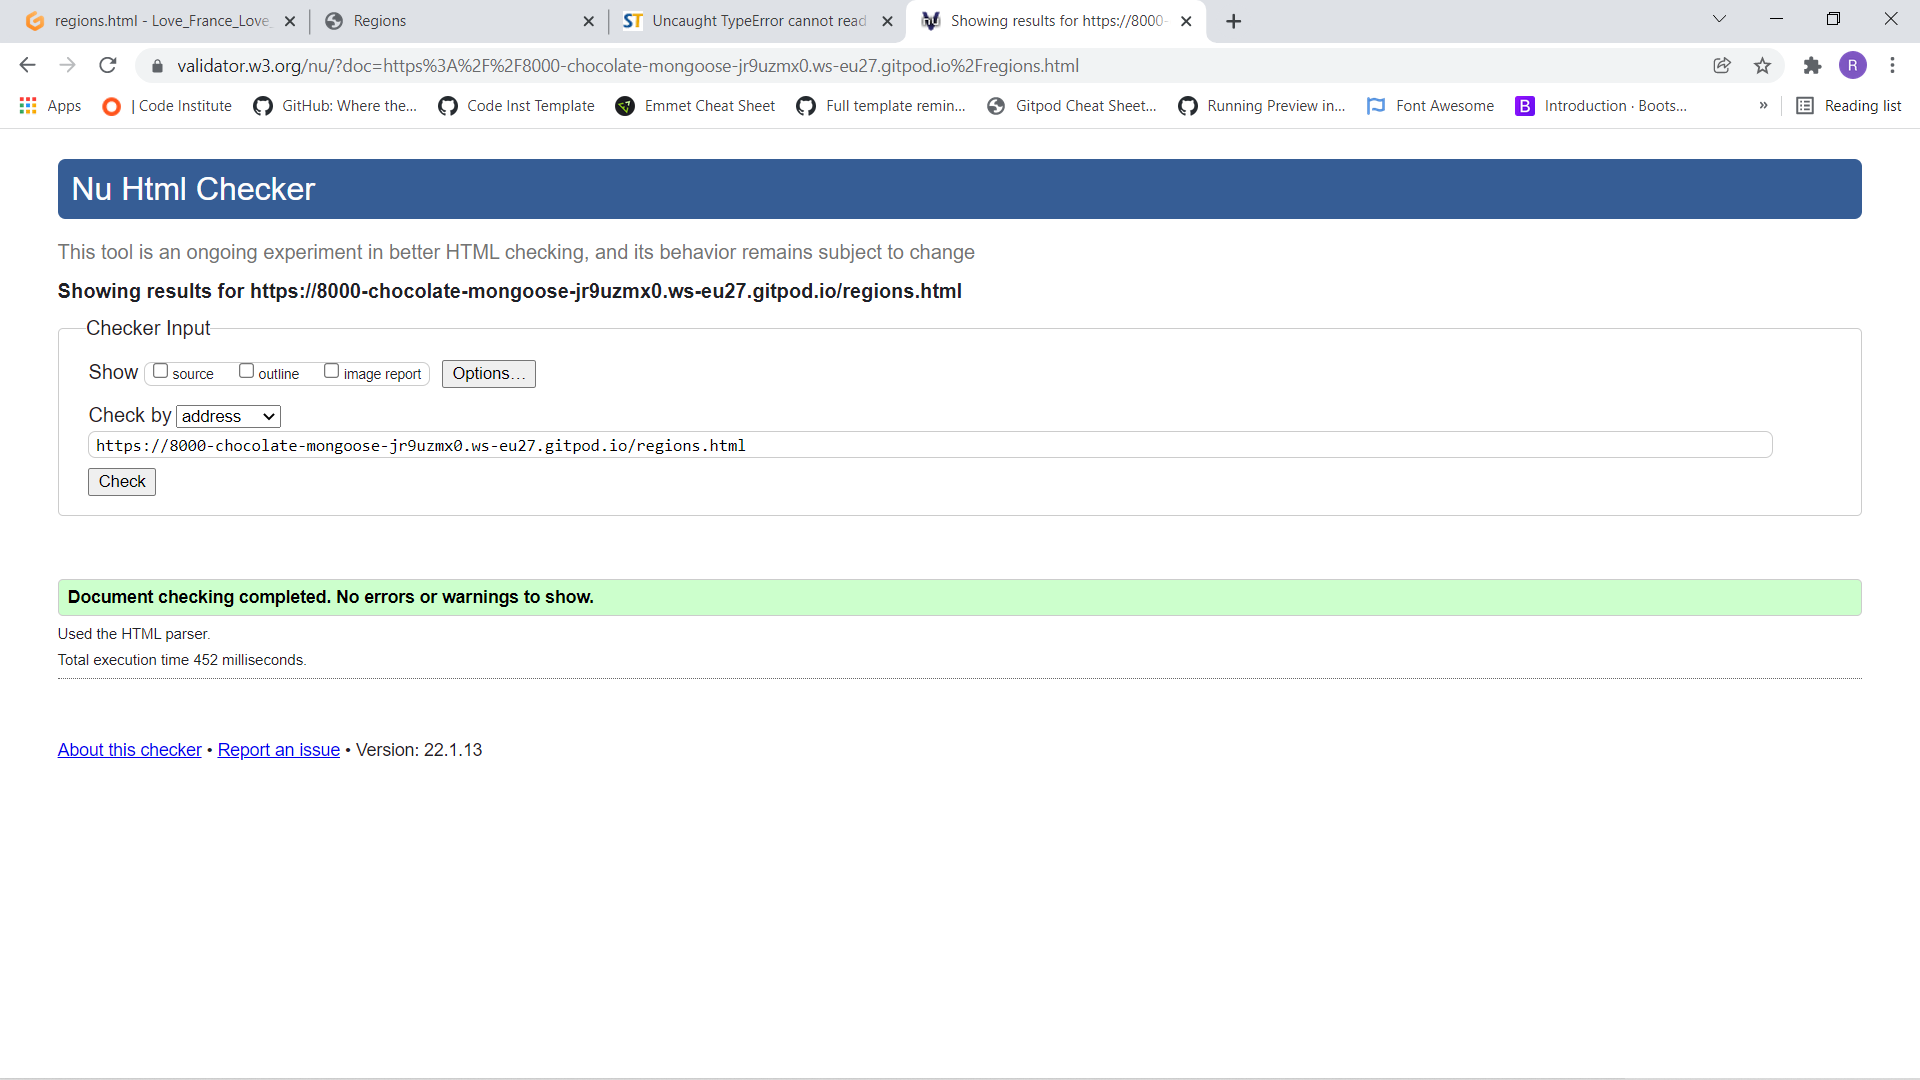 regions.html - Love_France_Love_
Regions
ST Uncaught TypeError cannot read
Showing results for https://8000-
validator.w3.org/nu/?doc=https%3A%2F%2F8000-chocolate-mongoose-jr9uzmx0.ws-eu27.gitpod.io%2Fregions.html
R
Apps
| Code Institute
GitHub: Where the...
Code Inst Template
Emmet Cheat Sheet
Full template remin...
Gitpod Cheat Sheet...
Running Preview in...
Font Awesome
B Introduction · Boots...
»
Reading list
Nu Html Checker
This tool is an ongoing experiment in better HTML checking, and its behavior remains subject to change
Showing results for https://8000-chocolate-mongoose-jr9uzmx0.ws-eu27.gitpod.io/regions.html
Checker Input
Show source outline image report Options...
Check by address
https://8000-chocolate-mongoose-jr9uzmx0.ws-eu27.gitpod.io/regions.html
Check
Document checking completed. No errors or warnings to show.
Used the HTML parser.
Total execution time 452 milliseconds.
About this checker • Report an issue • Version: 22.1.13